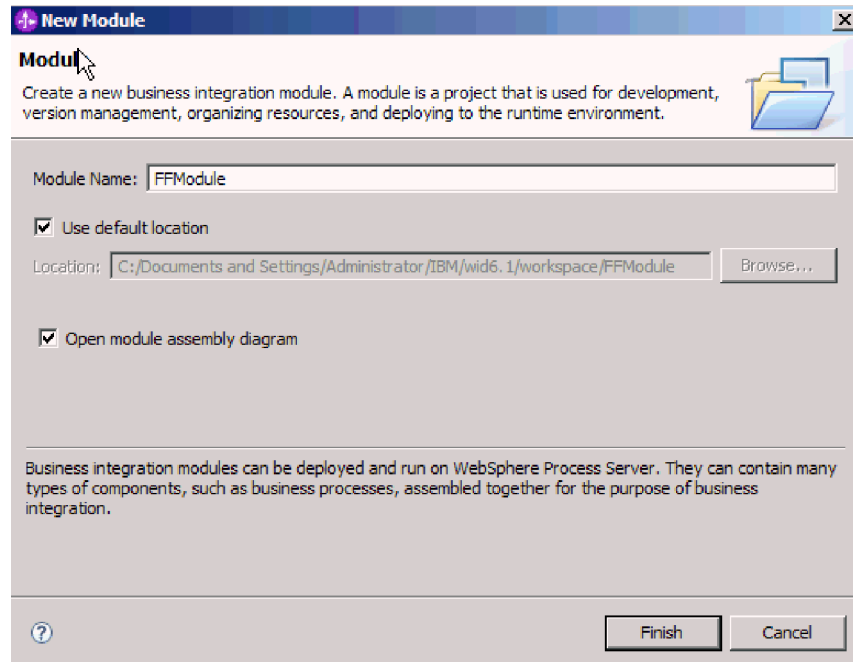 New Module
Modul
Create a new business integration module. A module is a project that is used for development,
version management, organizing resources, and deploying to the runtime environment.
Module Name: FFModule
Use default location
Location: C:/Documents and Settings/Administrator/IBM/wid6.1/workspace/FFModule Browse...
Open module assembly diagram
Business integration modules can be deployed and run on WebSphere Process Server. They can contain many
types of components, such as business processes, assembled together for the purpose of business
integration.
? Finish Cancel